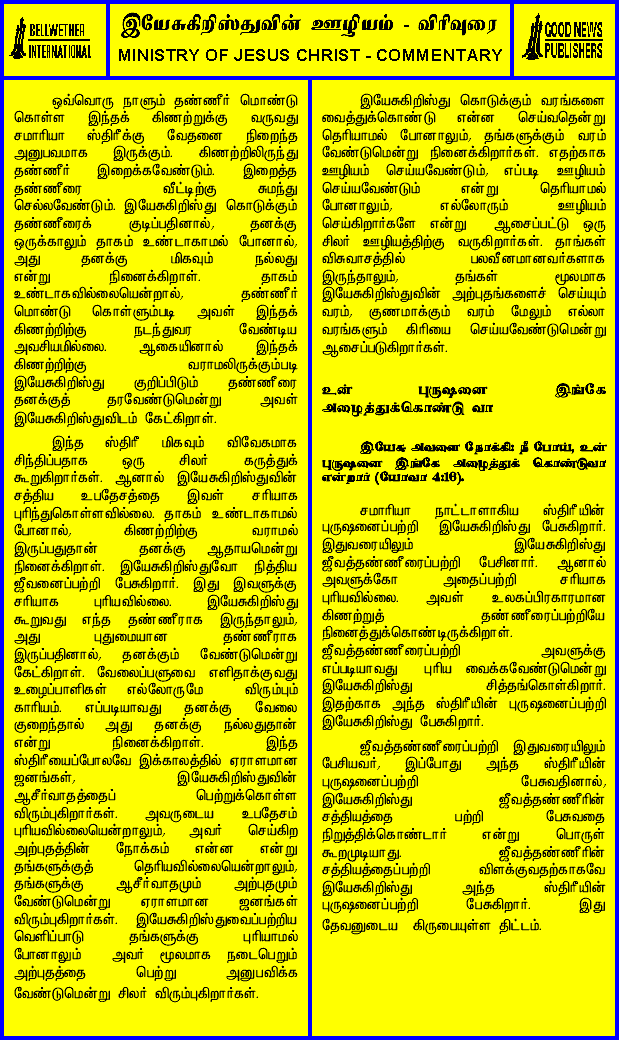 BELLWETHER
INTERNATIONAL
இயேசுகிறிஸ்துவின் ஊழியம் - விரிவுரை
MINISTRY OF JESUS CHRIST - COMMENTARY
GOOD NEWS
PUBLISHERS
ஒவ்வொரு நாளும் தண்ணீர் மொண்டு
கொள்ள இந்தக் கிணற்றுக்கு வருவது
சமாரியா ஸ்திரீக்கு வேதனை நிறைந்த
அனுபவமாக இருக்கும். கிணற்றிலிருந்து
தண்ணீர் இறைக்கவேண்டும். இறைத்த
தண்ணீரை வீட்டிற்கு சுமந்து
செல்லவேண்டும். இயேசுகிறிஸ்து கொடுக்கும்
தண்ணீரைக் குடிப்பதினால், தனக்கு
ஒருக்காலும் தாகம் உண்டாகாமல் போனால்,
அது தனக்கு மிகவும் நல்லது
என்று நினைக்கிறாள். தாகம்
உண்டாகவில்லையென்றால், தண்ணீர்
மொண்டு கொள்ளும்படி அவள் இந்தக்
கிணற்றிற்கு நடந்துவர வேண்டிய
அவசியமில்லை. ஆகையினால் இந்தக்
கிணற்றிற்கு வராமலிருக்கும்படி
இயேசுகிறிஸ்து குறிப்பிடும் தண்ணீரை
தனக்குத் தரவேண்டுமென்று அவள்
இயேசுகிறிஸ்துவிடம் கேட்கிறாள்.
இந்த ஸ்திரீ மிகவும் விவேகமாக
சிந்திப்பதாக ஒரு சிலர் கருத்துக்
கூறுகிறார்கள். ஆனால் இயேசுகிறிஸ்துவின்
சத்திய உபதேசத்தை இவள் சரியாக
புரிந்துகொள்ளவில்லை. தாகம் உண்டாகாமல்
போனால், கிணற்றிற்கு வராமல்
இருப்பதுதான் தனக்கு ஆதாயமென்று
நினைக்கிறாள். இயேசுகிறிஸ்துவோ நித்திய
ஜீவனைப்பற்றி பேசுகிறார். இது இவளுக்கு
சரியாக புரியவில்லை. இயேசுகிறிஸ்து
கூறுவது எந்த தண்ணீராக இருந்தாலும்,
அது புதுமையான தண்ணீராக
இருப்பதினால், தனக்கும் வேண்டுமென்று
கேட்கிறாள். வேலைப்பளுவை எளிதாக்குவது
உழைப்பாளிகள் எல்லோருமே விரும்பும்
காரியம். எப்படியாவது தனக்கு வேலை
குறைந்தால் அது தனக்கு நல்லதுதான்
என்று நினைக்கிறாள். இந்த
ஸ்திரீயைப்போலவே இக்காலத்தில் ஏராளமான
ஜனங்கள், இயேசுகிறிஸ்துவின்
ஆசீர்வாதத்தைப் பெற்றுக்கொள்ள
விரும்புகிறார்கள். அவருடைய உபதேசம்
புரியவில்லையென்றாலும், அவர் செய்கிற
அற்புதத்தின் நோக்கம் என்ன என்று
தங்களுக்குத் தெரியவில்லையென்றாலும்,
தங்களுக்கு ஆசீர்வாதமும் அற்புதமும்
வேண்டுமென்று ஏராளமான ஜனங்கள்
விரும்புகிறார்கள். இயேசுகிறிஸ்துவைப்பற்றிய
வெளிப்பாடு தங்களுக்கு புரியாமல்
போனாலும் அவர் மூலமாக நடைபெறும்
அற்புதத்தை பெற்று அனுபவிக்க
வேண்டுமென்று சிலர் விரும்புகிறார்கள்.
இயேசுகிறிஸ்து கொடுக்கும் வரங்களை
வைத்துக்கொண்டு என்ன செய்வதென்று
தெரியாமல் போனாலும், தங்களுக்கும் வரம்
வேண்டுமென்று நினைக்கிறார்கள். எதற்காக
ஊழியம் செய்யவேண்டும், எப்படி ஊழியம்
செய்யவேண்டும் என்று தெரியாமல்
போனாலும், எல்லோரும் ஊழியம்
செய்கிறார்களே என்று ஆசைப்பட்டு ஒரு
சிலர் ஊழியத்திற்கு வருகிறார்கள். தாங்கள்
விசுவாசத்தில் பலவீனமானவர்களாக
இருந்தாலும், தங்கள் மூலமாக
இயேசுகிறிஸ்துவின் அற்புதங்களைச் செய்யும்
வரம், குணமாக்கும் வரம் மேலும் எல்லா
வரங்களும் கிரியை செய்யவேண்டுமென்று
ஆசைப்படுகிறார்கள்.
உன் புருஷனை இங்கே
அழைத்துக்கொண்டு வா
இயேசு அவளை நோக்கி: நீ போய், உன்
புருஷனை இங்கே அழைத்துக் கொண்டுவா
என்றார் (யோவா 4:16).
சமாரியா நாட்டாளாகிய ஸ்திரீயின்
புருஷனைப்பற்றி இயேசுகிறிஸ்து பேசுகிறார்.
இதுவரையிலும் இயேசுகிறிஸ்து
ஜீவத்தண்ணீரைப்பற்றி பேசினார். ஆனால்
அவளுக்கோ அதைப்பற்றி சரியாக
புரியவில்லை. அவள் உலகப்பிரகாரமான
கிணற்றுத் தண்ணீரைப்பற்றியே
நினைத்துக்கொண்டிருக்கிறாள்.
ஜீவத்தண்ணீரைப்பற்றி அவளுக்கு
எப்படியாவது புரிய வைக்கவேண்டுமென்று
இயேசுகிறிஸ்து சித்தங்கொள்கிறார்.
இதற்காக அந்த ஸ்திரீயின் புருஷனைப்பற்றி
இயேசுகிறிஸ்து பேசுகிறார்.
ஜீவத்தண்ணீரைப்பற்றி இதுவரையிலும்
பேசியவர், இப்போது அந்த ஸ்திரீயின்
புருஷனைப்பற்றி பேசுவதினால்,
இயேசுகிறிஸ்து ஜீவத்தண்ணீரின்
சத்தியத்தை பற்றி பேசுவதை
நிறுத்திக்கொண்டார் என்று பொருள்
கூறமுடியாது. ஜீவத்தண்ணீரின்
சத்தியத்தைப்பற்றி விளக்குவதற்காகவே
இயேசுகிறிஸ்து அந்த ஸ்திரீயின்
புருஷனைப்பற்றி பேசுகிறார். இது
தேவனுடைய கிருபையுள்ள திட்டம்.